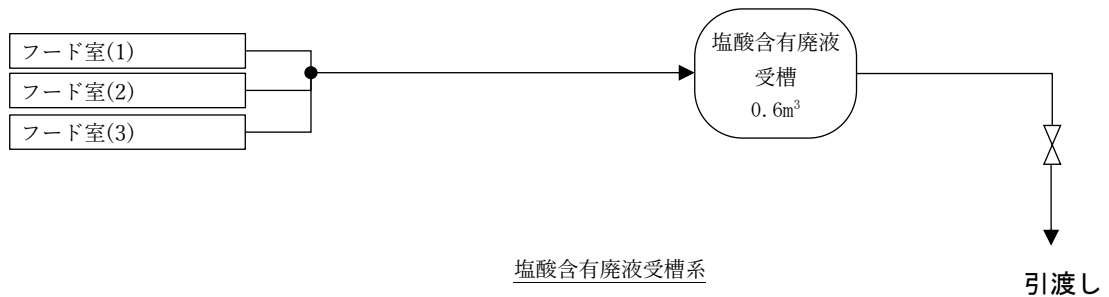 フード室(1)
フード室(2)
フード室(3)
塩酸含有廃液
受槽
0.6m³
塩酸含有廃液受槽系
引渡し